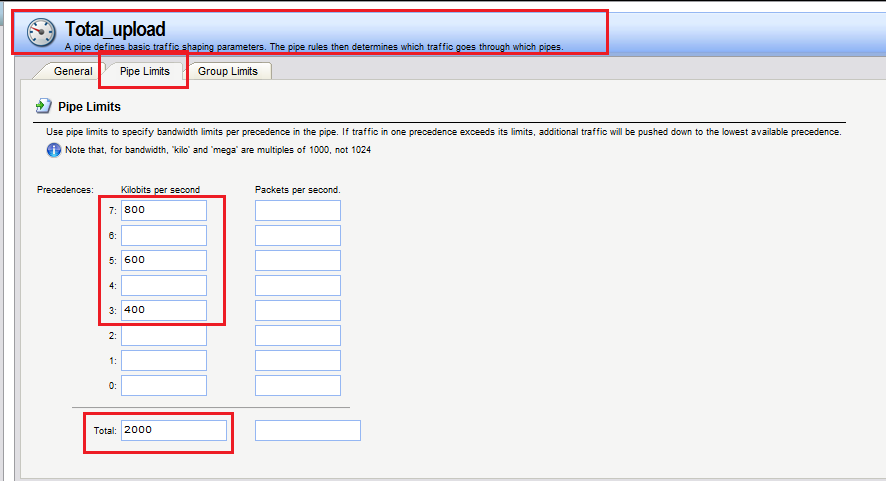 Total_upload
A pipe defines basic traffic shaping parameters. The pipe rules then determines which traffic goes through which pipes.
General Pipe Limits Group Limits
Pipe Limits
Use pipe limits to specify bandwidth limits per precedence in the pipe. If traffic in one precedence exceeds its limits, additional traffic will be pushed down to the lowest available precedence.
Note that, for bandwidth, 'kilo' and 'mega' are multiples of 1000, not 1024
Precedences: Kilobits per second Packets per second.
7: 800
6:
5: 600
4:
3: 400
2:
1:
0:
Total: 2000